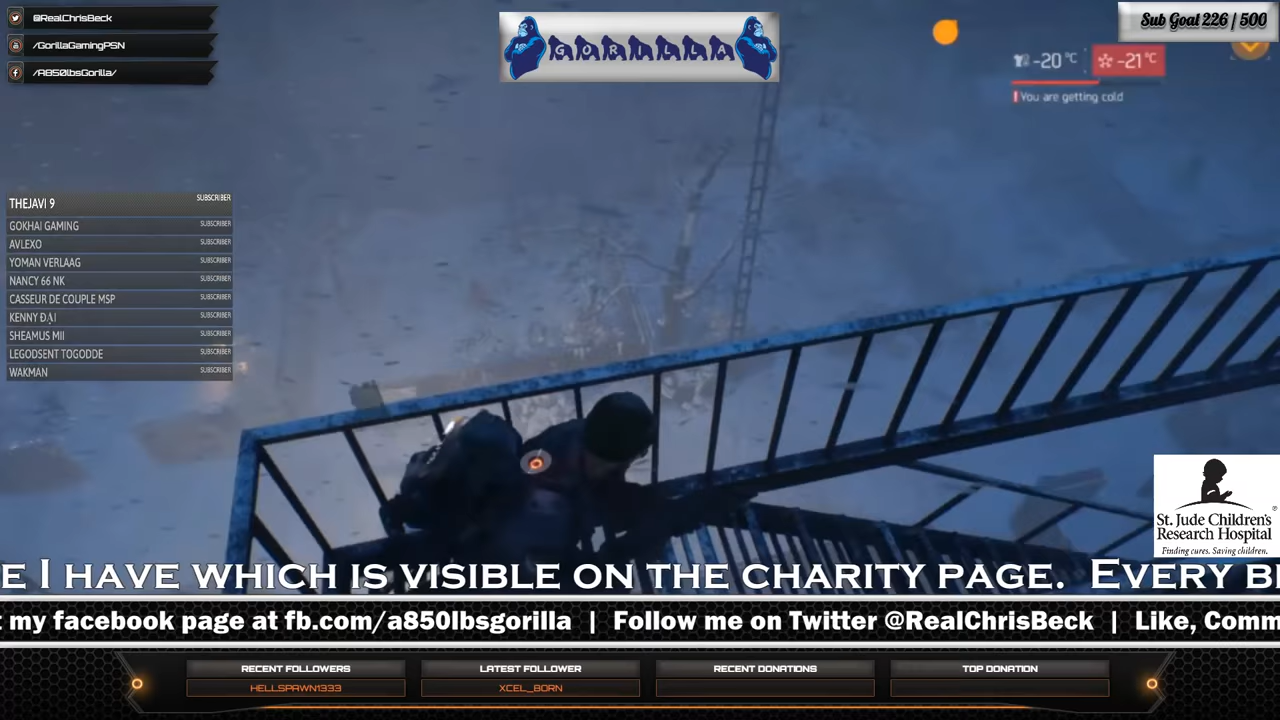 @RealChrisBeck
/GorillaGamingPSN
/A850lbsGorilla/
GORILLA
Sub Goal 226 / 500
-20 °C
-21 °C
You are getting cold
THEJAVI 9 SUBSCRIBER
GOKHAI GAMING SUBSCRIBER
AVLEXO SUBSCRIBER
YOMAN VERLAAG SUBSCRIBER
NANCY 66 NK SUBSCRIBER
CASSEUR DE COUPLE MSP SUBSCRIBER
KENNY ĐẠI SUBSCRIBER
SHEAMUS MII SUBSCRIBER
LEGODSENT TOGODDE SUBSCRIBER
WAKMAN SUBSCRIBER
St. Jude Children's
Research Hospital
Finding cures. Saving children.
E I HAVE WHICH IS VISIBLE ON THE CHARITY PAGE. EVERY B
t my facebook page at fb.com/a850lbsgorilla | Follow me on Twitter @RealChrisBeck | Like, Comm
RECENT FOLLOWERS LATEST FOLLOWER RECENT DONATIONS TOP DONATION
HELLSPAWN1333 XCEL_BORN